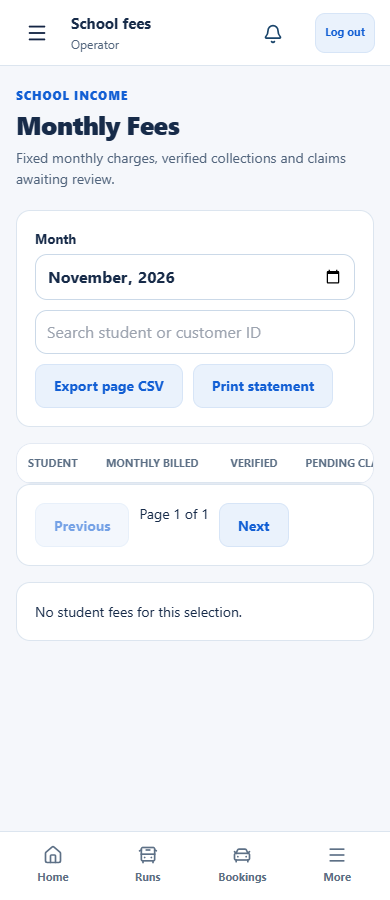 School fees
Operator
Log out
SCHOOL INCOME
Monthly Fees
Fixed monthly charges, verified collections and claims
awaiting review.
Month
November, 2026
Search student or customer ID
Export page CSV
Print statement
STUDENT MONTHLY BILLED VERIFIED PENDING CLA
Previous
Page 1 of 1
Next
No student fees for this selection.
Home
Runs
Bookings
More